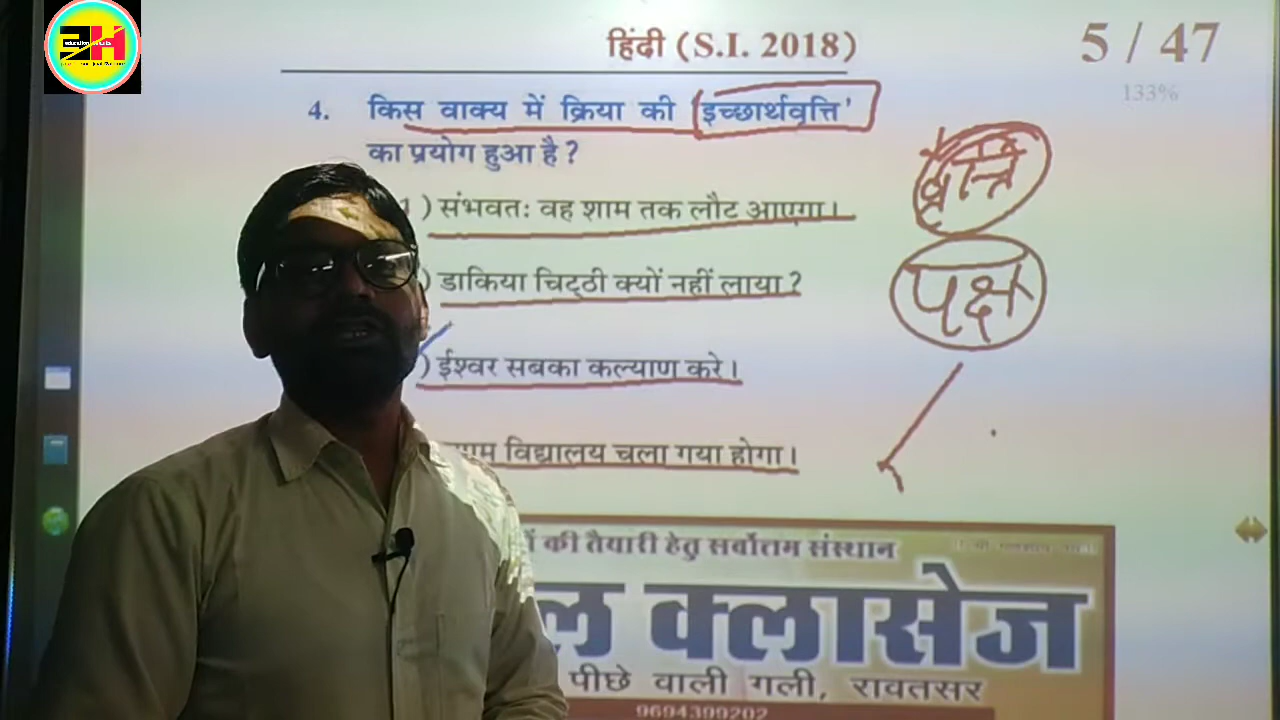 हिंदी (S.I. 2018)
5 / 47
133%
4. किस वाक्य में क्रिया की इच्छार्थवृत्ति'
का प्रयोग हुआ है ?
) संभवतः वह शाम तक लौट आएगा।
) डाकिया चिट्ठी क्यों नहीं लाया ?
) ईश्वर सबका कल्याण करे।
विद्यालय चला गया होगा।
वृत्ति
पक्ष
की तैयारी हेतु सर्वोत्तम संस्थान
ल क्लासेज
पीछे वाली गली, रावतसर
9694399202